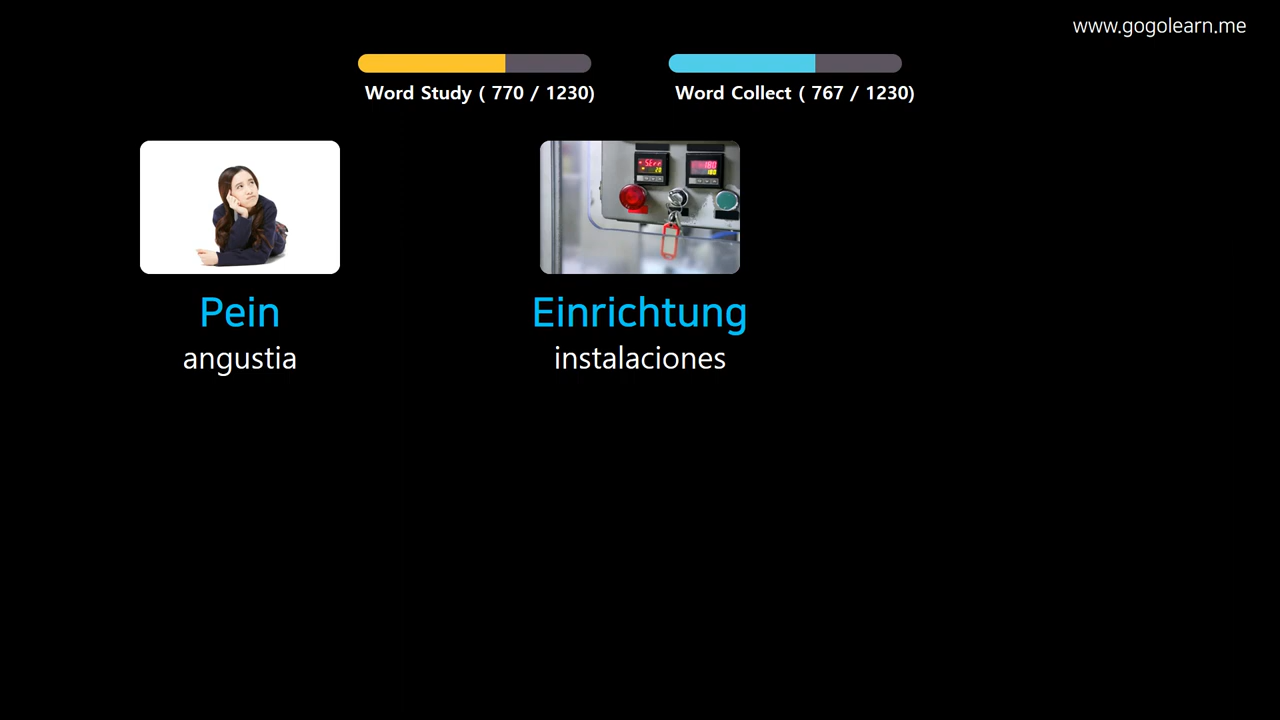 www.gogolearn.me
Word Study ( 770 / 1230)
Word Collect ( 767 / 1230)
Pein
angustia
Einrichtung
instalaciones